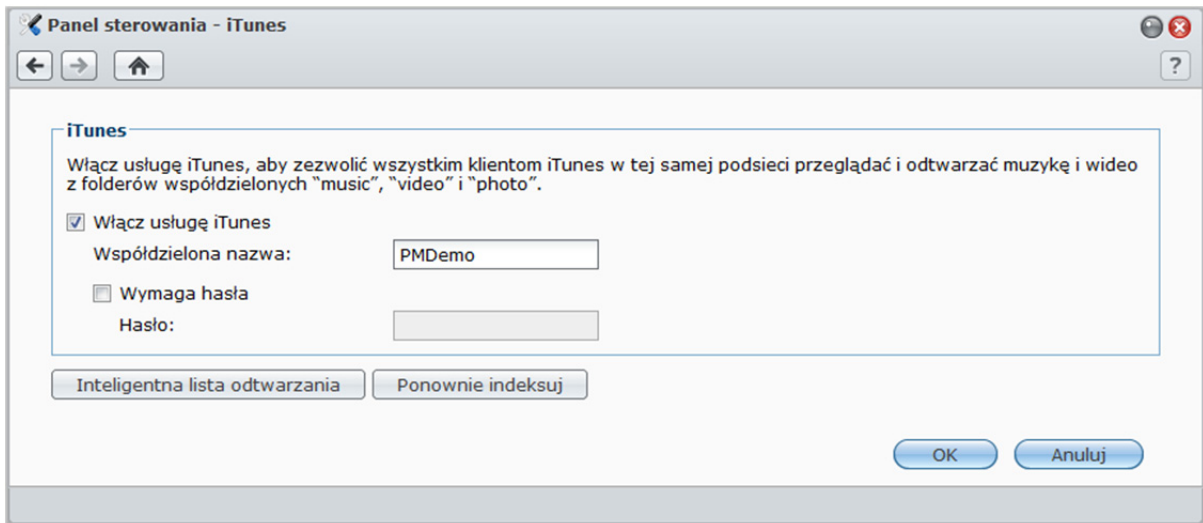 Panel sterowania - iTunes
?
iTunes
Włącz usługę iTunes, aby zezwolić wszystkim klientom iTunes w tej samej podsieci przeglądać i odtwarzać muzykę i wideo
z folderów współdzielonych “music”, “video” i “photo”.
Włącz usługę iTunes
Współdzielona nazwa: PMDemo
Wymaga hasła
Hasło:
Inteligentna lista odtwarzania Ponownie indeksuj
OK Anuluj